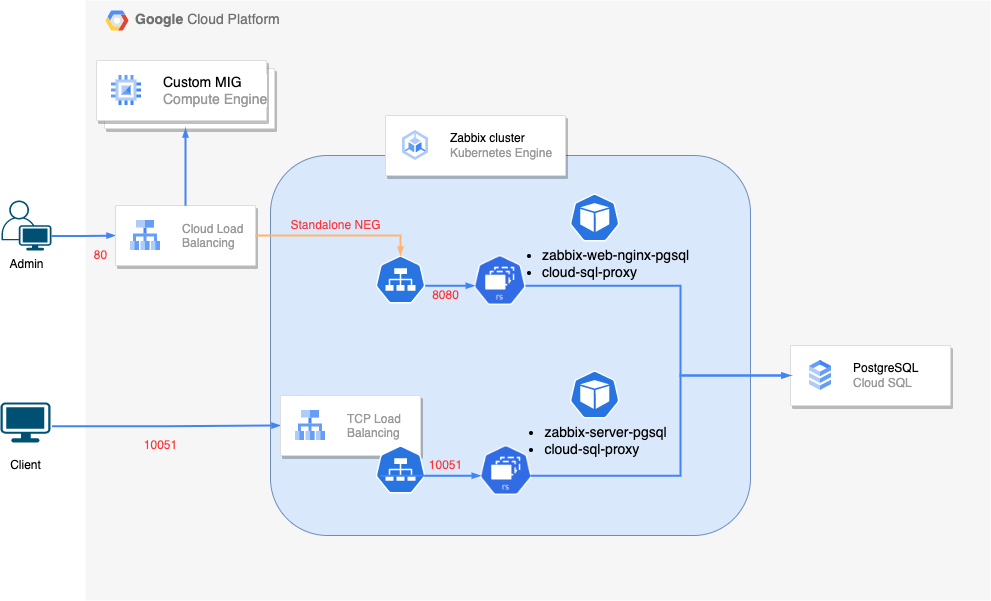 Google Cloud Platform
Custom MIG
Compute Engine
Zabbix cluster
Kubernetes Engine
Admin
80
Cloud Load
Balancing
Standalone NEG
8080
rs
• zabbix-web-nginx-pgsql
• cloud-sql-proxy
PostgreSQL
Cloud SQL
Client
10051
TCP Load
Balancing
10051
rs
• zabbix-server-pgsql
• cloud-sql-proxy